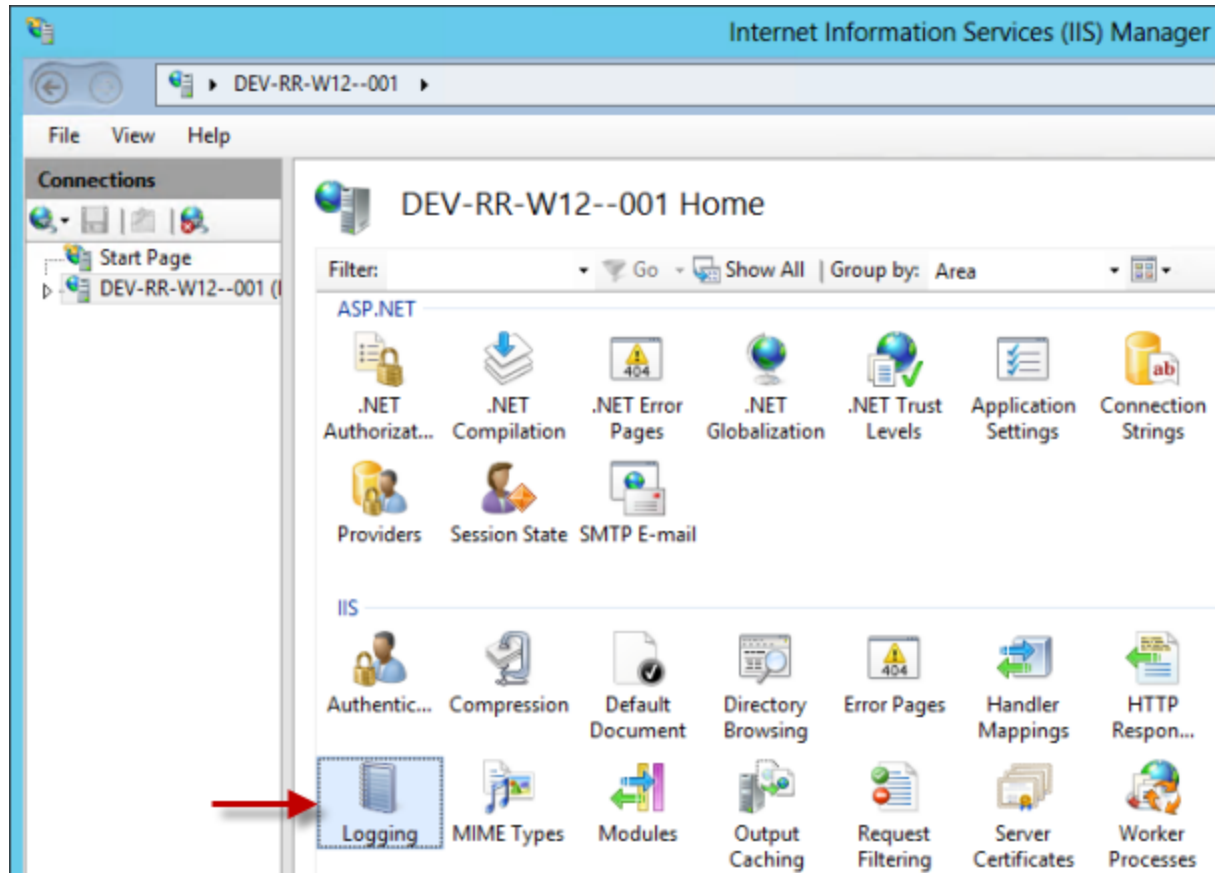 Internet Information Services (IIS) Manager
DEV-RR-W12--001
File View Help
Connections
Start Page
DEV-RR-W12--001 (
DEV-RR-W12--001 Home
Filter: Go Show All Group by: Area
ASP.NET
.NET Authorizat...
.NET Compilation
.NET Error Pages
404
.NET Globalization
.NET Trust Levels
Application Settings
Connection Strings
ab
Providers
Session State
SMTP E-mail
IIS
Authentic...
Compression
Default Document
Directory Browsing
Error Pages
404
Handler Mappings
HTTP Respon...
Logging
MIME Types
Modules
Output Caching
Request Filtering
Server Certificates
Worker Processes